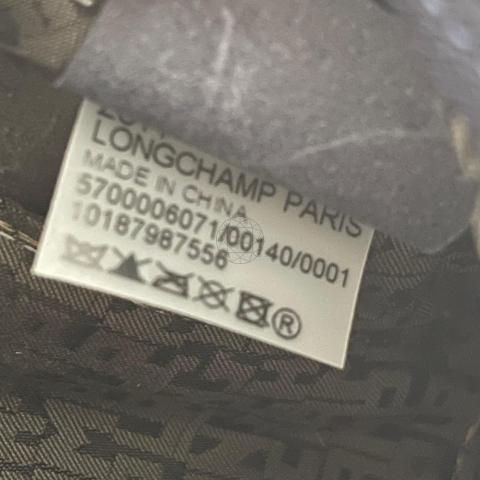 LONGCHAMP PARIS
MADE IN CHINA
5700006071/00140/0001
10187987556
®